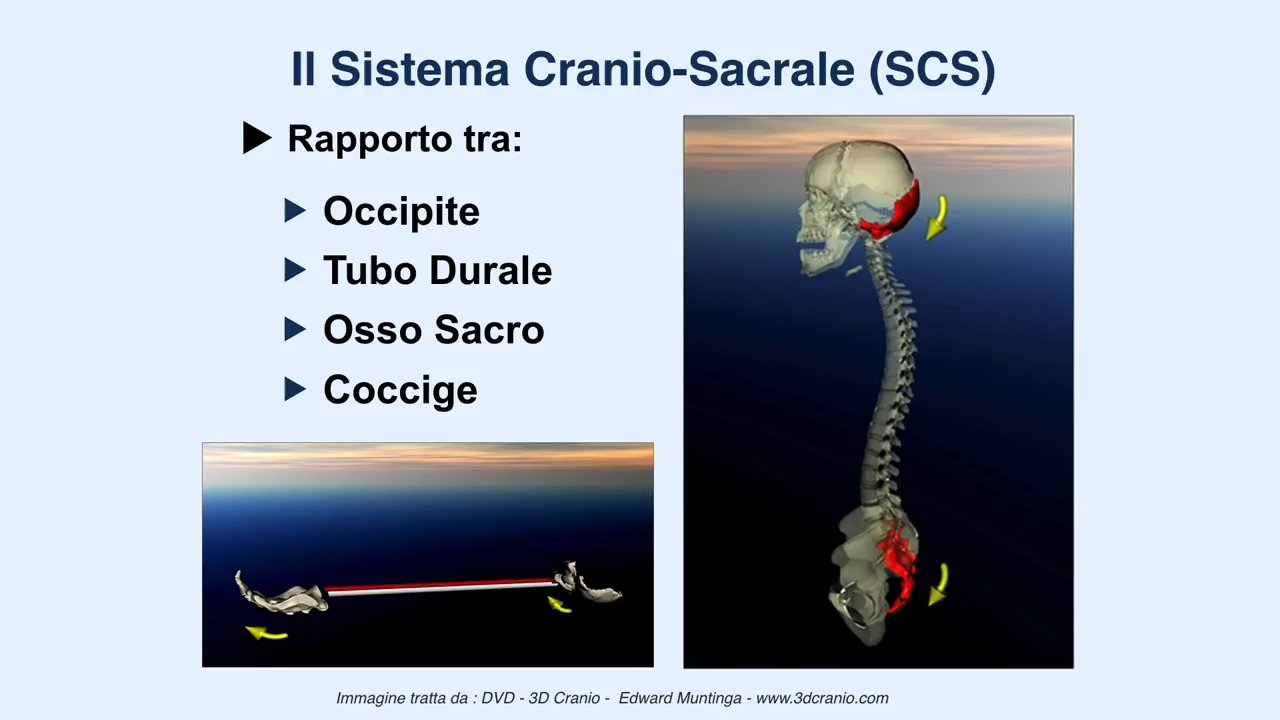 Il Sistema Cranio-Sacrale (SCS)
Rapporto tra:
Occipite
Tubo Durale
Osso Sacro
Coccige
Immagine tratta da : DVD - 3D Cranio - Edward Muntinga - www.3dcranio.com